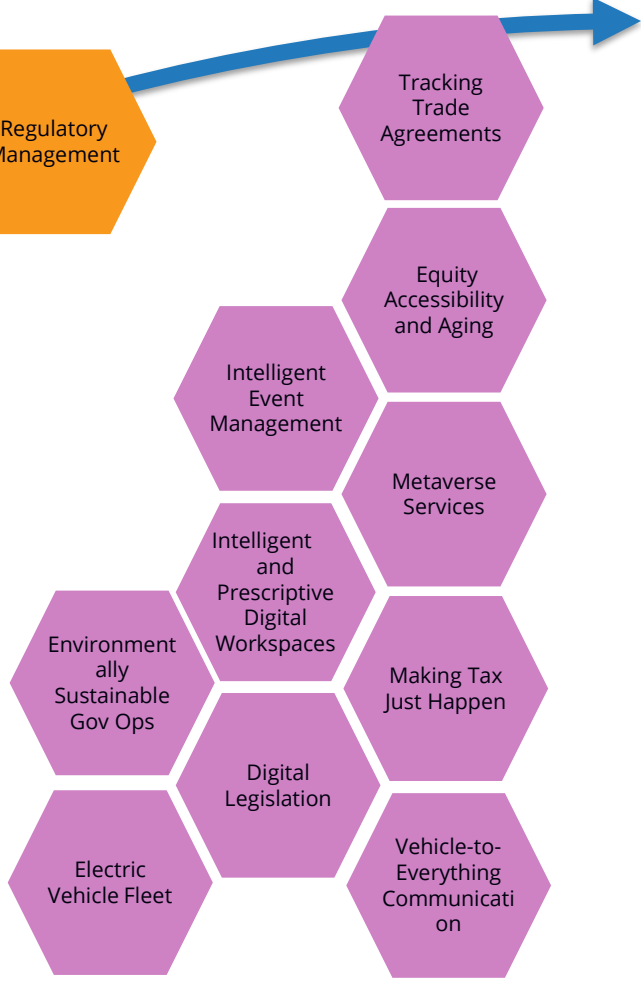 Tracking
Trade
Agreements
Regulatory
Management
Equity
Accessibility
and Aging
Intelligent
Event
Management
Metaverse
Services
Intelligent
and
Prescriptive
Digital
Workspaces
Environment
ally
Sustainable
Gov Ops
Making Tax
Just Happen
Digital
Legislation
Electric
Vehicle Fleet
Vehicle-to-
Everything
Communicati
on